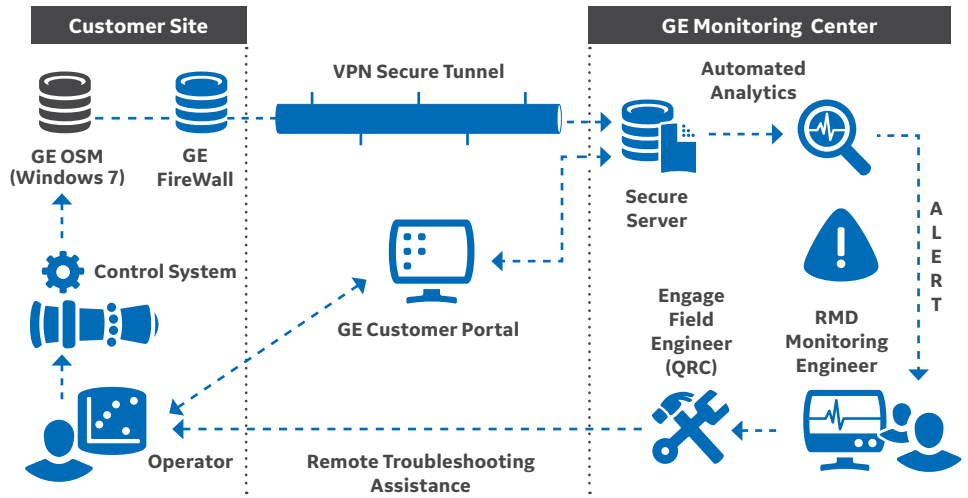 Customer Site
GE Monitoring Center
VPN Secure Tunnel
Automated
Analytics
GE OSM
(Windows 7)
GE
FireWall
Secure
Server
ALERT
Control System
GE Customer Portal
Engage
Field
Engineer
(QRC)
RMD
Monitoring
Engineer
Operator
Remote Troubleshooting
Assistance